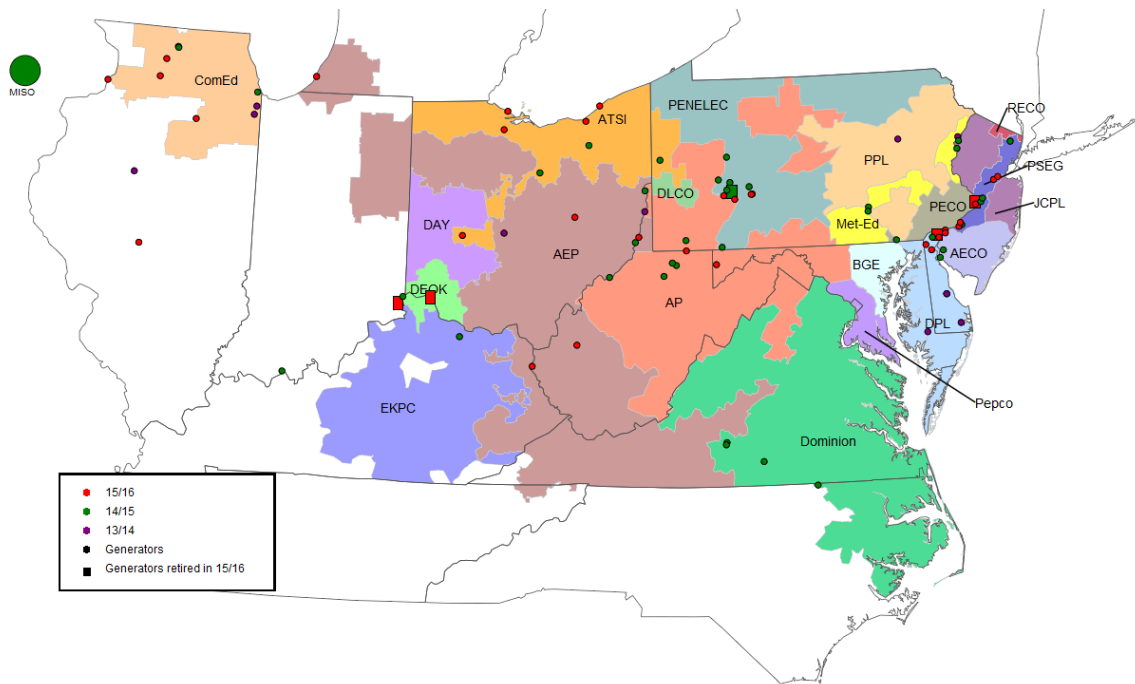 ComEd
MISO
RECO
PENELEC
ATSI
PPL
PSEG
DLCO
PECO
JCPL
DAY
Met-Ed
AEP
AECO
BGE
DEOK
AP
DPL
Pepco
EKPC
Dominion
15/16
14/15
13/14
Generators
Generators retired in 15/16